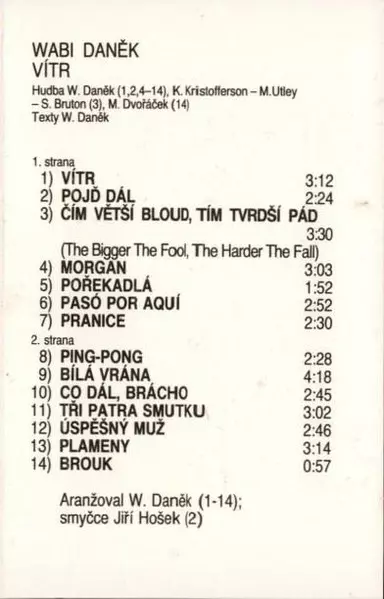 WABI DANĚK
VÍTR
Hudba W. Daněk (1,2,4–14), K. Kristofferson – M. Utley
– S. Bruton (3), M. Dvořáček (14)
Texty W. Daněk
1. strana
1) VÍTR 3:12
2) POJĎ DÁL 2:24
3) ČÍM VĚTŠÍ BLOUD, TÍM TVRDŠÍ PÁD
3:30
(The Bigger The Fool, The Harder The Fall)
4) MORGAN 3:03
5) POŘEKADLÁ 1:52
6) PASÓ POR AQUÍ 2:52
7) PRANICE 2:30
2. strana
8) PING-PONG 2:28
9) BÍLÁ VRÁNA 4:18
10) CO DÁL, BRÁCHO 2:45
11) TŘI PATRA SMUTKU 3:02
12) ÚSPĚŠNÝ MUŽ 2:46
13) PLAMENY 3:14
14) BROUK 0:57
Aranžoval W. Daněk (1-14);
smyčce Jiří Hošek (2)